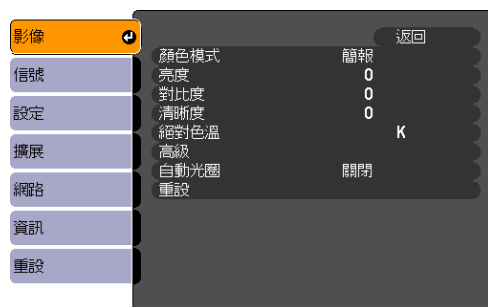 影像
信號
設定
擴展
網路
資訊
重設
返回
顏色模式 簡報
亮度 0
對比度 0
清晰度 0
絕對色溫 K
高級
自動光圈 關閉
重設